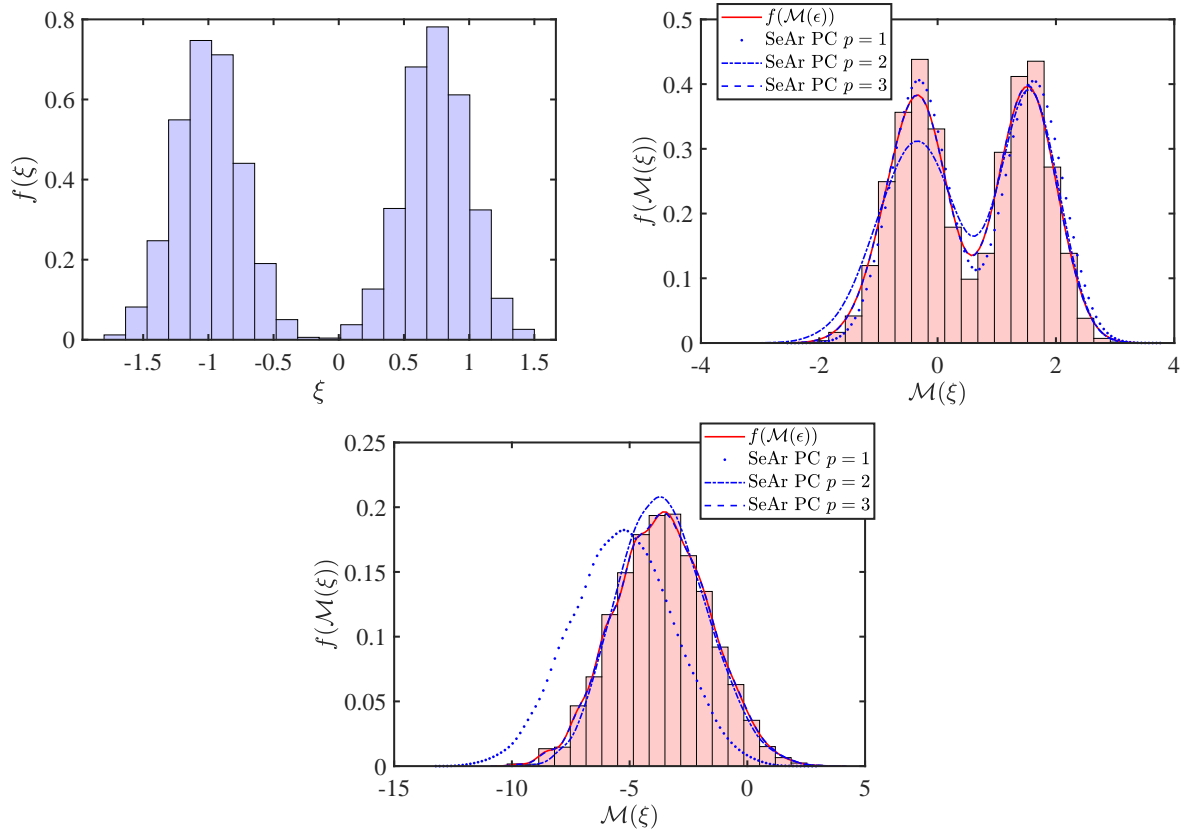 0.8
0.6
0.4
0.2
0
f(ξ)
-1.5
-1
-0.5
0
0.5
1
1.5
ξ
f(M(ϵ))
SeAr PC p = 1
SeAr PC p = 2
SeAr PC p = 3
0.5
0.4
0.3
0.2
0.1
0
f(M(ξ))
-4
-2
0
2
4
M(ξ)
f(M(ϵ))
SeAr PC p = 1
SeAr PC p = 2
SeAr PC p = 3
0.25
0.2
0.15
0.1
0.05
0
f(M(ξ))
-15
-10
-5
0
5
M(ξ)